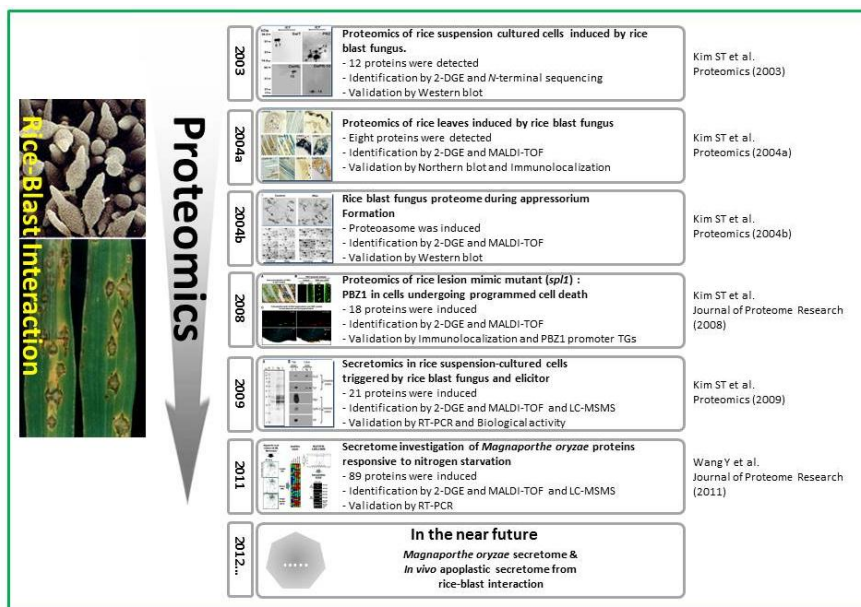 Rice-Blast Interaction
Proteomics
2003
Proteomics of rice suspension cultured cells induced by rice
blast fungus.
- 12 proteins were detected
- Identification by 2-DGE and N-terminal sequencing
- Validation by Western blot
Kim ST et al.
Proteomics (2003)
2004a
Proteomics of rice leaves induced by rice blast fungus
- Eight proteins were detected
- Identification by 2-DGE and MALDI-TOF
- Validation by Northern blot and Immunolocalization
Kim ST et al.
Proteomics (2004a)
2004b
Rice blast fungus proteome during appressorium
Formation
- Proteoasome was induced
- Identification by 2-DGE and MALDI-TOF
- Validation by Western blot
Kim ST et al.
Proteomics (2004b)
2008
Proteomics of rice lesion mimic mutant (spl1) :
PBZ1 in cells undergoing programmed cell death
- 18 proteins were induced
- Identification by 2-DGE and MALDI-TOF
- Validation by Immunolocalization and PBZ1 promoter TGs
Kim ST et al.
Journal of Proteome Research
(2008)
2009
Secretomics in rice suspension-cultured cells
triggered by rice blast fungus and elicitor
- 21 proteins were induced
- Identification by 2-DGE and MALDI-TOF and LC-MSMS
- Validation by RT-PCR and Biological activity
Kim ST et al.
Proteomics (2009)
2011
Secretome investigation of Magnaporthe oryzae proteins
responsive to nitrogen starvation
- 89 proteins were induced
- Identification by 2-DGE and MALDI-TOF and LC-MSMS
- Validation by RT-PCR
Wang Y et al.
Journal of Proteome Research
(2011)
2012...
In the near future
Magnaporthe oryzae secretome &
In vivo apoplastic secretome from
rice-blast interaction